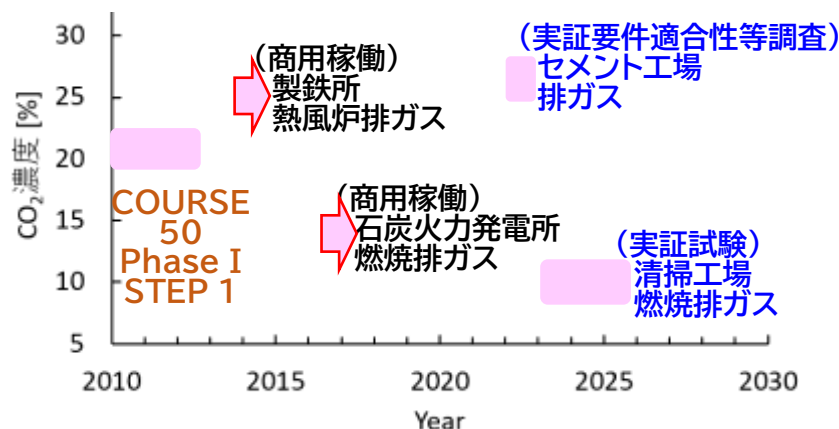 CO₂濃度 [%]
30
25
20
15
10
5
(商用稼働)
製鉄所
熱風炉排ガス
(実証要件適合性等調査)
セメント工場
排ガス
COURSE
50
Phase I
STEP 1
(商用稼働)
石炭火力発電所
燃焼排ガス
(実証試験)
清掃工場
燃焼排ガス
2010
2015
2020
2025
2030
Year